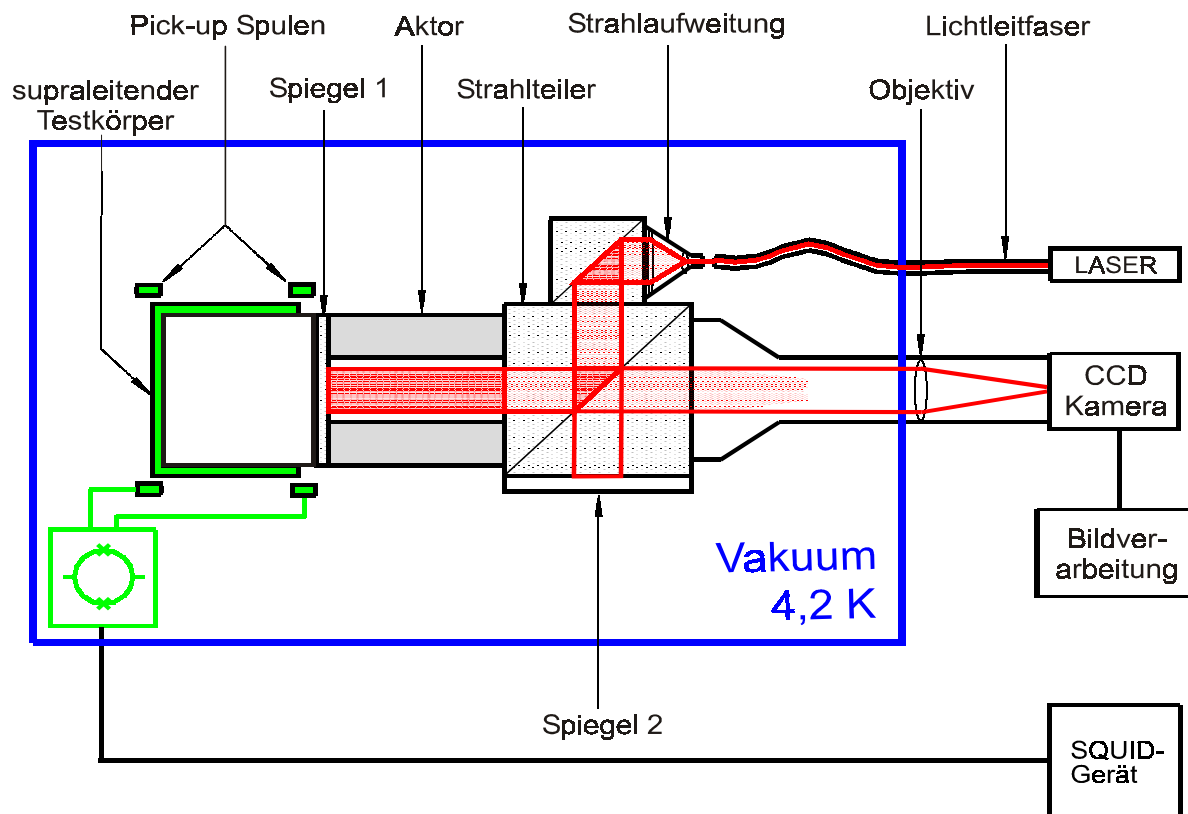 Pick-up Spulen
Aktor
Strahlaufweitung
Lichtleitfaser
supraleitender
Testkörper
Spiegel 1
Strahlteiler
Objektiv
LASER
CCD
Kamera
Bildver-
arbeitung
Vakuum
4,2 K
Spiegel 2
SQUID-
Gerät